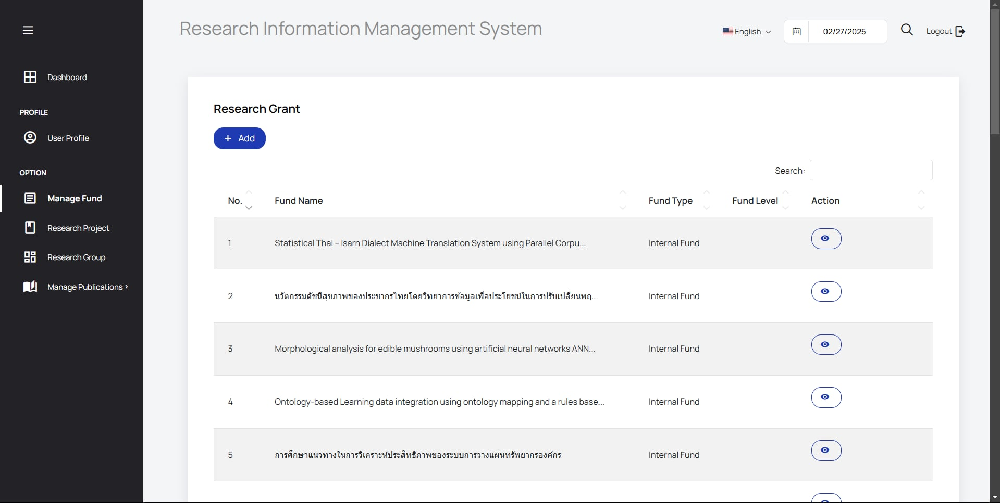 Research Information Management System
English
02/27/2025
Logout
Dashboard
PROFILE
User Profile
OPTION
Manage Fund
Research Project
Research Group
Manage Publications
Research Grant
+ Add
Search:
No. Fund Name Fund Type Fund Level Action
1 Statistical Thai – Isarn Dialect Machine Translation System using Parallel Corpu... Internal Fund
2 นวัตกรรมดัชนีสุขภาพของประชากรไทยโดยวิทยาการข้อมูลเพื่อประโยชน์ในการปรับเปลี่ยนพฤ... Internal Fund
3 Morphological analysis for edible mushrooms using artificial neural networks ANN... Internal Fund
4 Ontology-based Learning data integration using ontology mapping and a rules base... Internal Fund
5 การศึกษาแนวทางในการวิเคราะห์ประสิทธิภาพของระบบการวางแผนทรัพยากรองค์กร Internal Fund